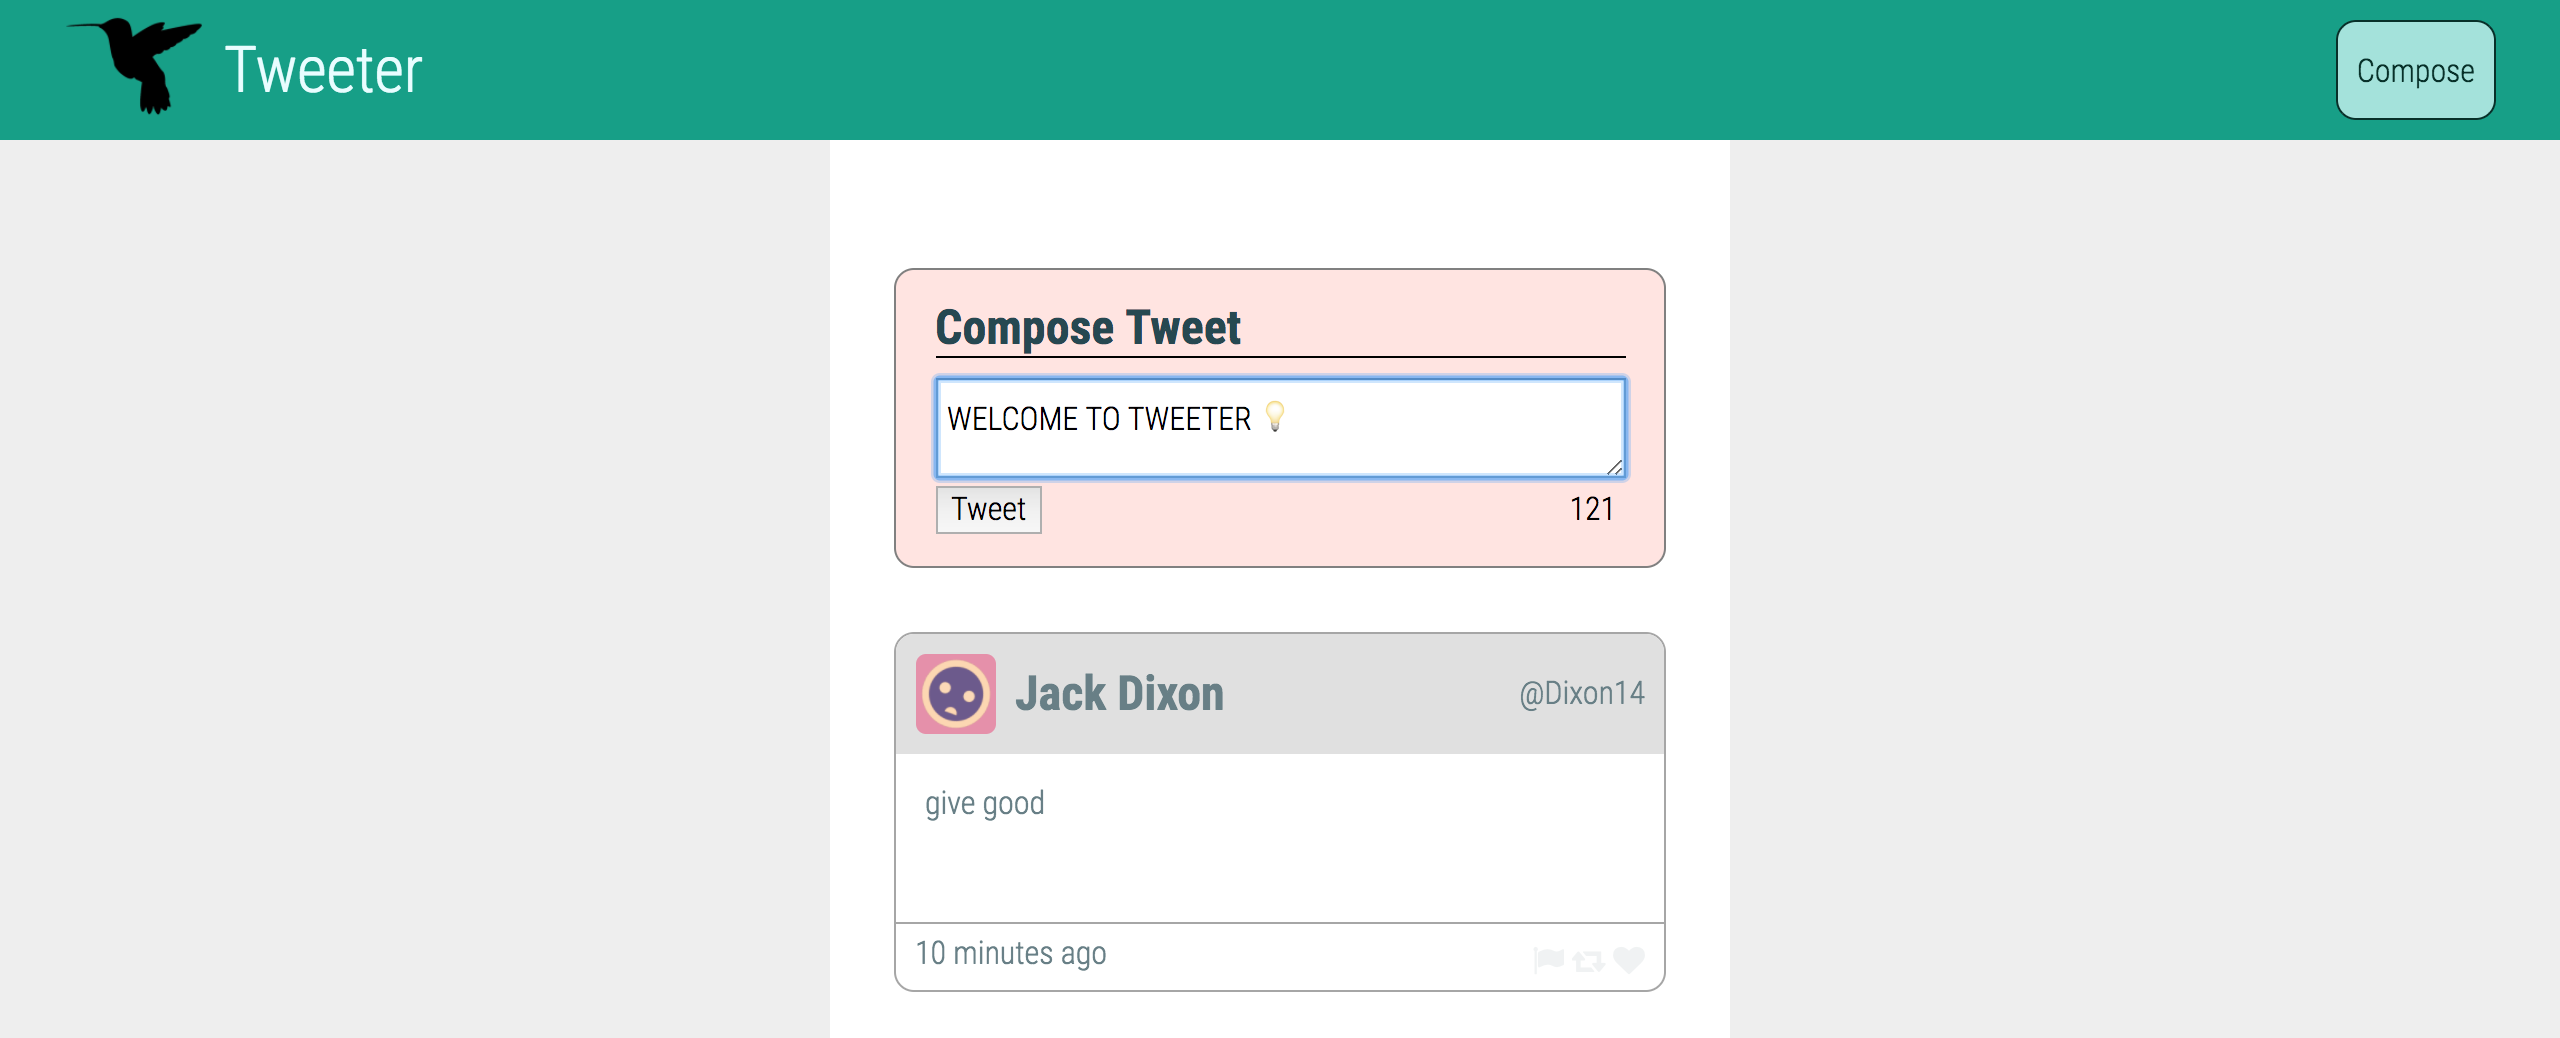 Tweeter
Compose
Compose Tweet
WELCOME TO TWEETER 💡
Tweet
121
Jack Dixon
@Dixon14
give good
10 minutes ago